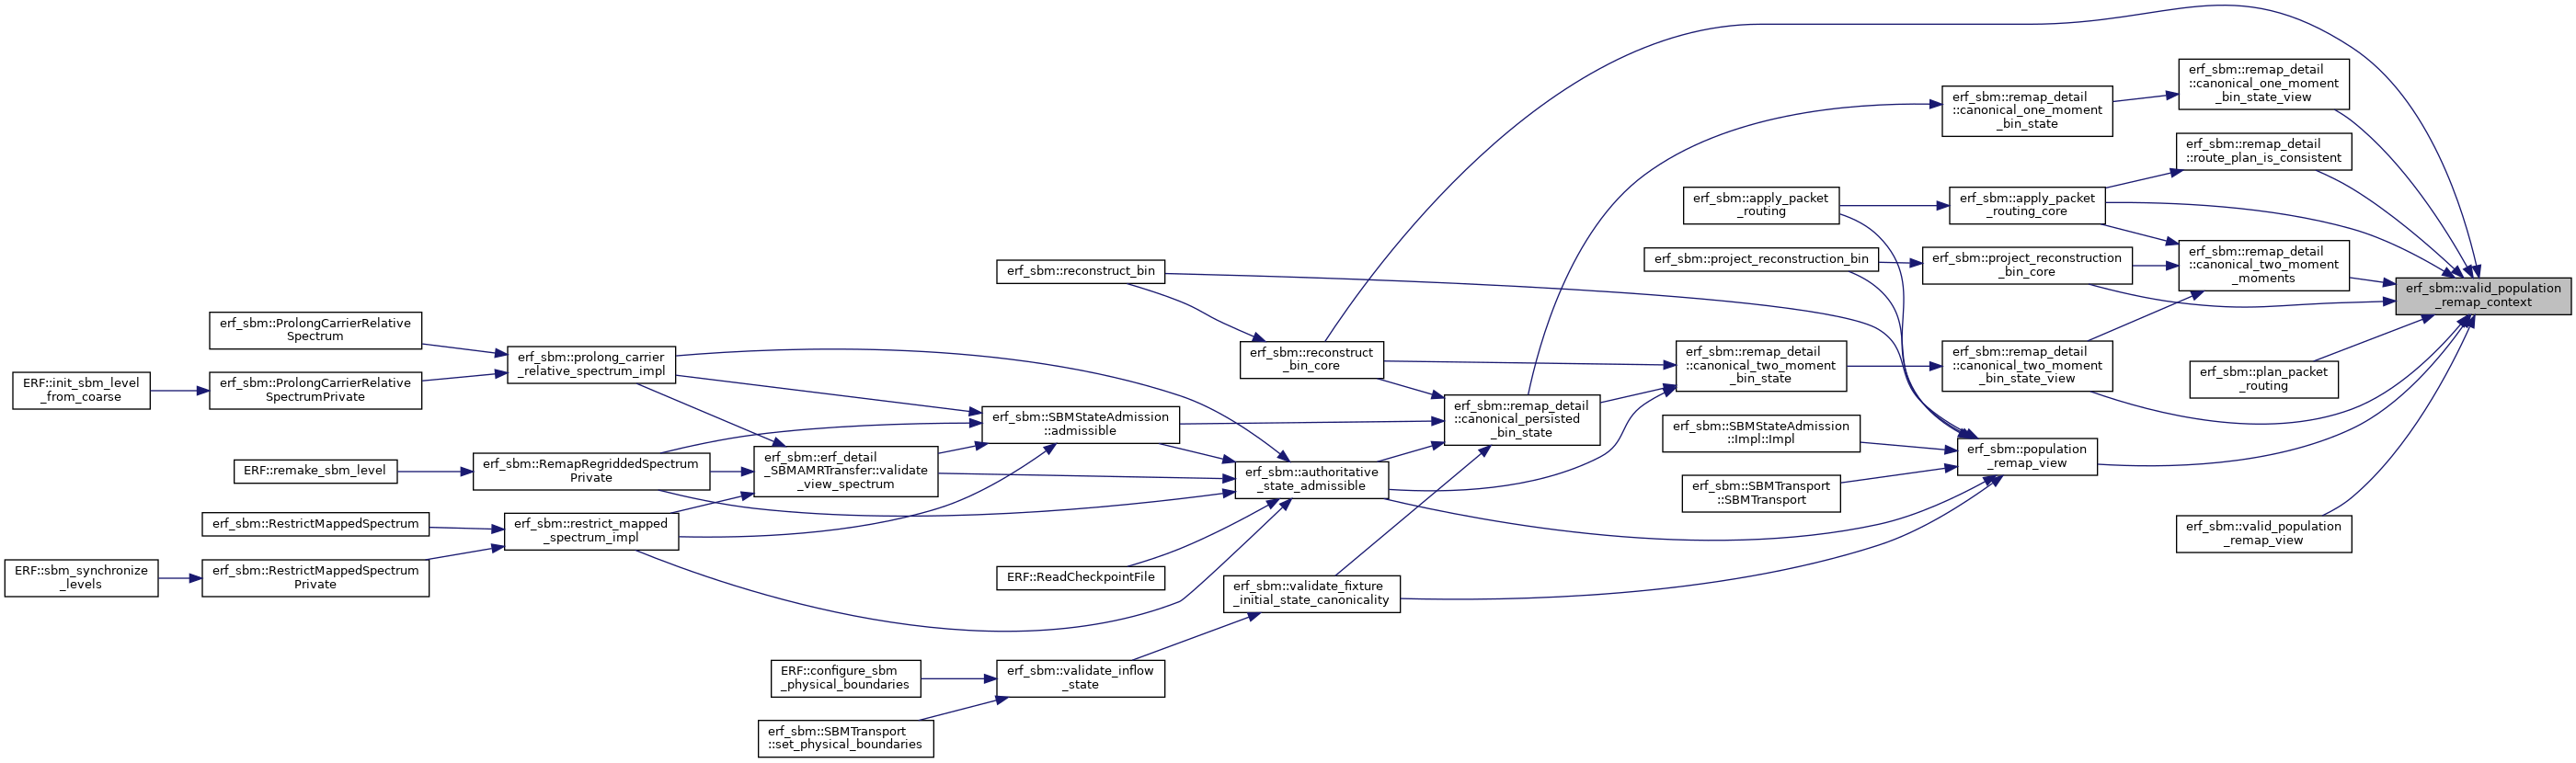 erf_sbm::valid_population
_remap_context
erf_sbm::remap_detail
::canonical_one_moment
_bin_state_view
erf_sbm::remap_detail
::canonical_one_moment
_bin_state
erf_sbm::remap_detail
::route_plan_is_consistent
erf_sbm::apply_packet
_routing_core
erf_sbm::apply_packet
_routing
erf_sbm::remap_detail
::canonical_two_moment
_moments
erf_sbm::project_reconstruction
_bin_core
erf_sbm::project_reconstruction_bin
erf_sbm::reconstruct_bin
erf_sbm::reconstruct
_bin_core
erf_sbm::remap_detail
::canonical_two_moment
_bin_state_view
erf_sbm::remap_detail
::canonical_two_moment
_bin_state
erf_sbm::plan_packet
_routing
erf_sbm::remap_detail
::canonical_persisted
_bin_state
erf_sbm::population
_remap_view
erf_sbm::SBMStateAdmission
::Impl::Impl
erf_sbm::SBMTransport
::SBMTransport
erf_sbm::valid_population
_remap_view
erf_sbm::authoritative
_state_admissible
erf_sbm::SBMStateAdmission
::admissible
erf_sbm::erf_detail
_SBMAMRTransfer::validate
_view_spectrum
erf_sbm::prolong_carrier
_relative_spectrum_impl
erf_sbm::ProlongCarrierRelative
Spectrum
erf_sbm::ProlongCarrierRelative
SpectrumPrivate
ERF::init_sbm_level
_from_coarse
erf_sbm::RemapRegriddedSpectrum
Private
ERF::remake_sbm_level
erf_sbm::restrict_mapped
_spectrum_impl
erf_sbm::RestrictMappedSpectrum
erf_sbm::RestrictMappedSpectrum
Private
ERF::sbm_synchronize
_levels
ERF::ReadCheckpointFile
erf_sbm::validate_fixture
_initial_state_canonicality
erf_sbm::validate_inflow
_state
ERF::configure_sbm
_physical_boundaries
erf_sbm::SBMTransport
::set_physical_boundaries